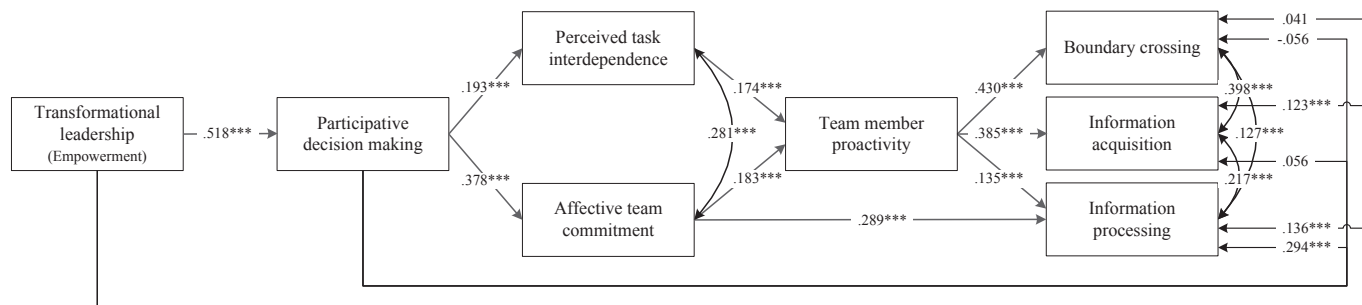 Transformational
leadership
(Empowerment)
.518***
Participative
decision making
.193***
.378***
Perceived task
interdependence
Affective team
commitment
.281***
.174***
.183***
.289***
Team member
proactivity
.430***
.385***
.135***
Boundary crossing
Information
acquisition
Information
processing
.398***
.127***
.217***
.041
-.056
.123***
.056
.136***
.294***